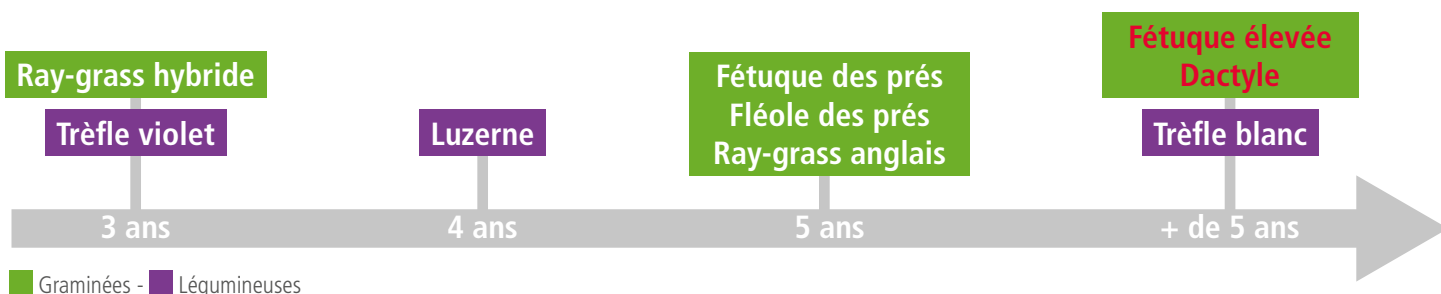 Ray-grass hybride
Trèfle violet
Luzerne
Fétuque des prés
Fléole des prés
Ray-grass anglais
Fétuque élevée
Dactyle
Trèfle blanc
3 ans
4 ans
5 ans
+ de 5 ans
Graminées - Légumineuses